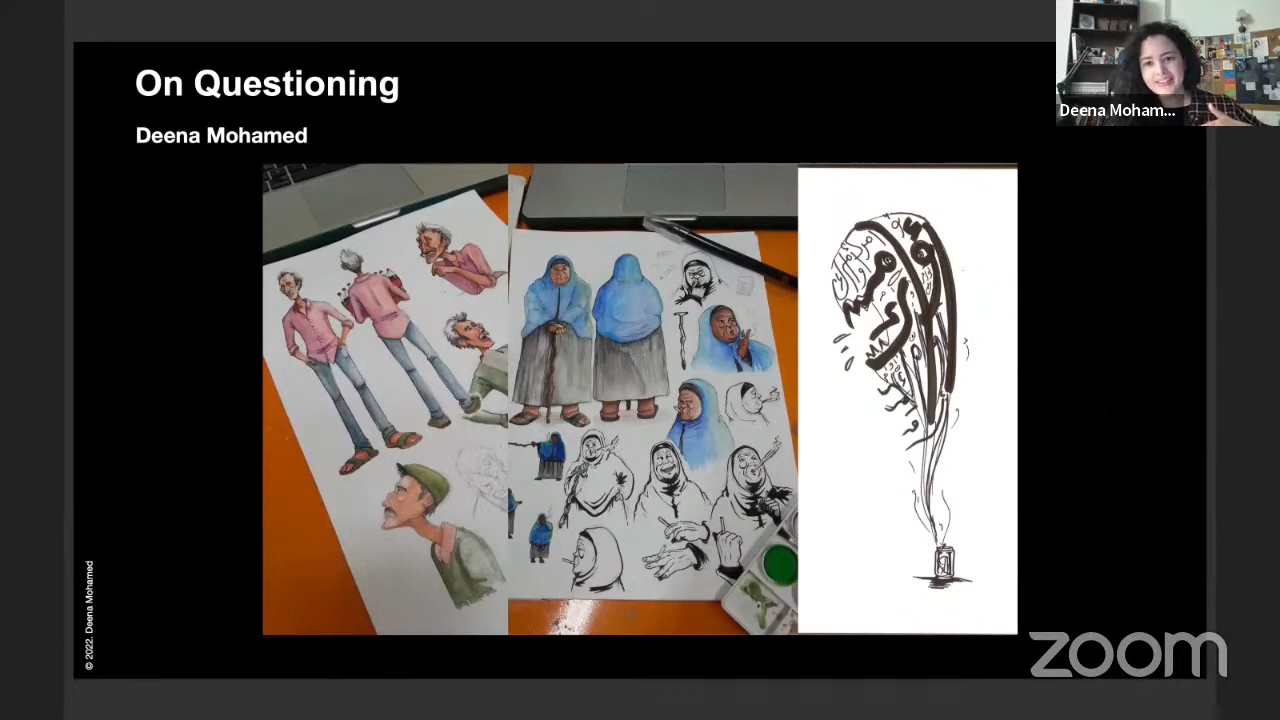 On Questioning
Deena Mohamed
Deena Moham...
© 2022. Deena Mohamed
zoom